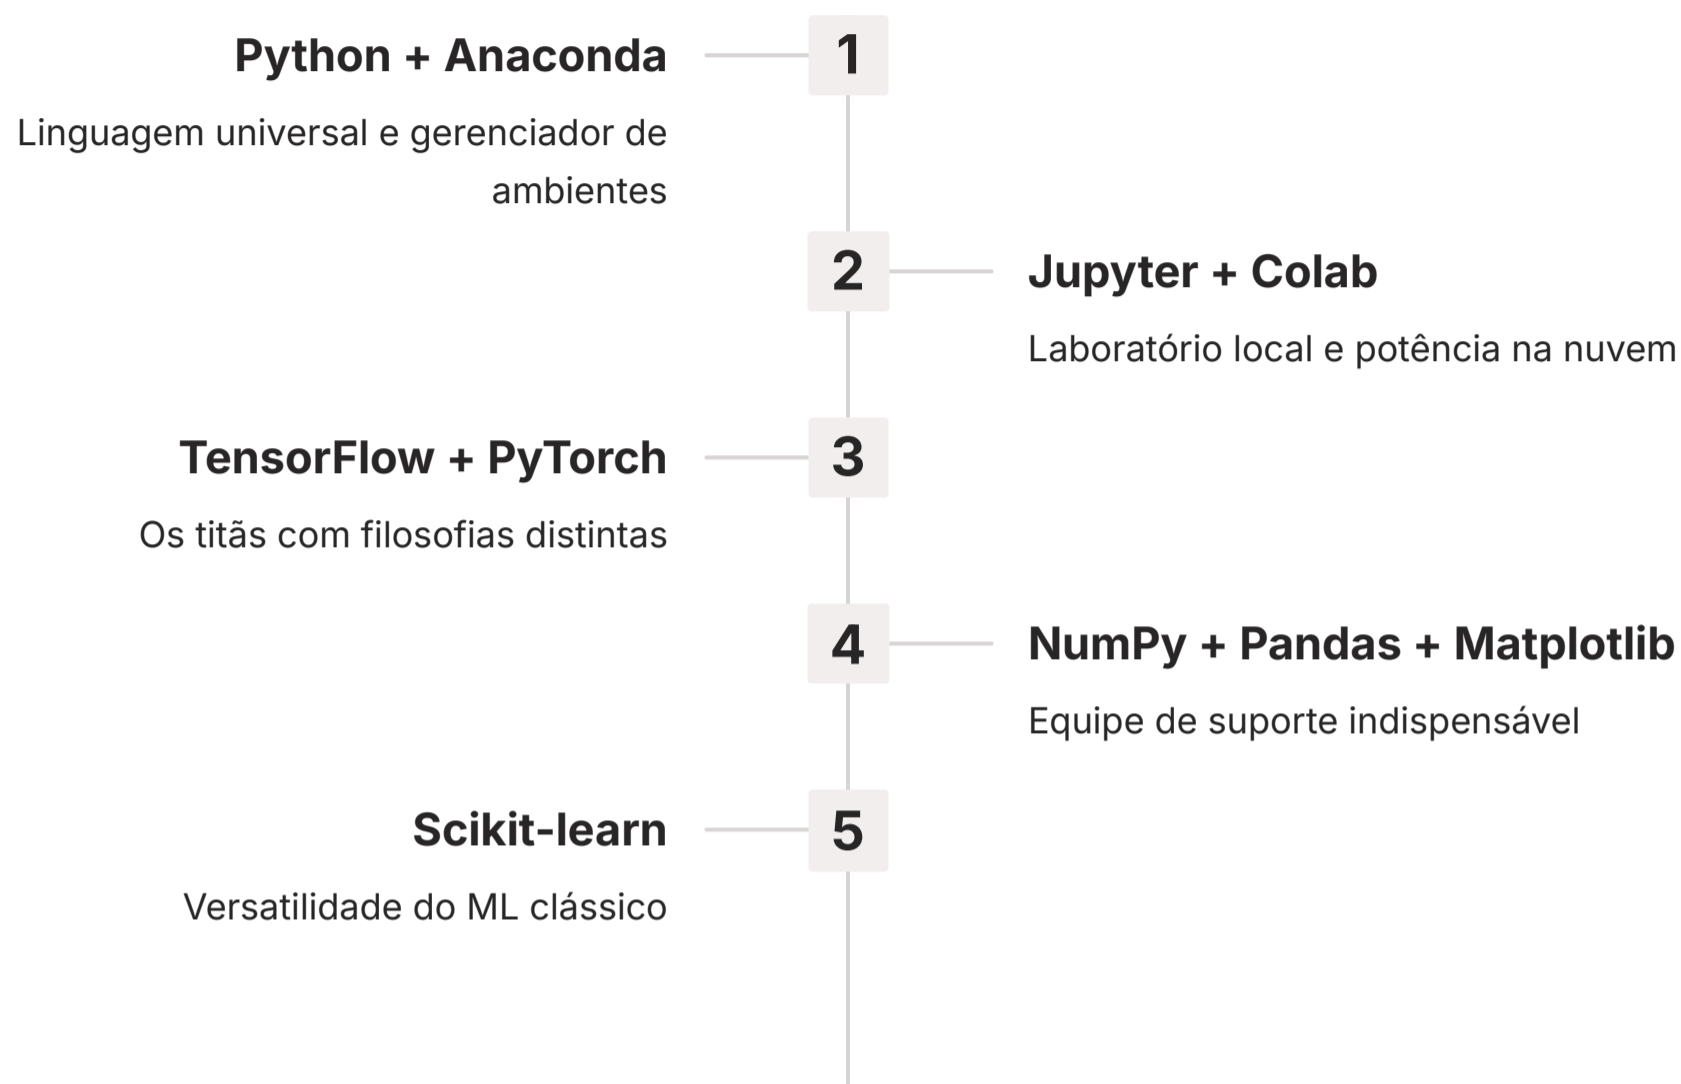 Python + Anaconda
1
Linguagem universal e gerenciador de
ambientes
2
Jupyter + Colab
Laboratório local e potência na nuvem
TensorFlow + PyTorch
3
Os titãs com filosofias distintas
4
NumPy + Pandas + Matplotlib
Equipe de suporte indispensável
Scikit-learn
5
Versatilidade do ML clássico